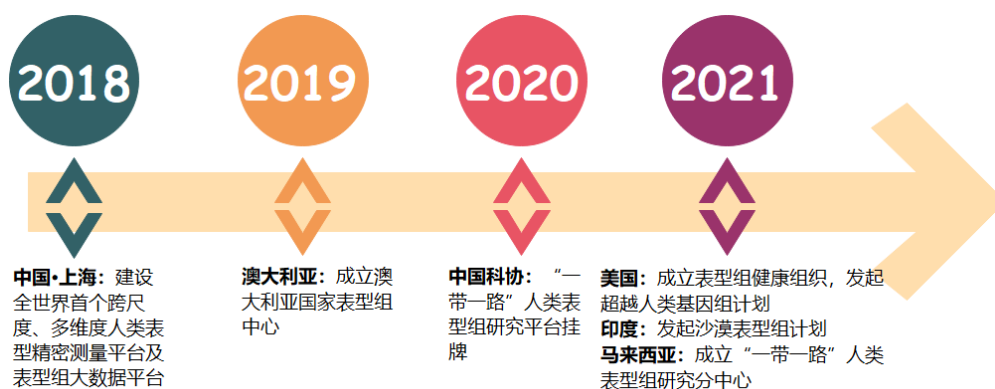 2018
2019
2020
2021
中国·上海：建设
全世界首个跨尺
度、多维度人类表
型精密测量平台及
表型组大数据平台
澳大利亚：成立澳
大利亚国家表型组
中心
中国科协：“一
带一路”人类表
型组研究平台挂
牌
美国：成立表型组健康组织，发起
超越人类基因组计划
印度：发起沙漠表型组计划
马来西亚：成立“一带一路”人类
表型组研究分中心